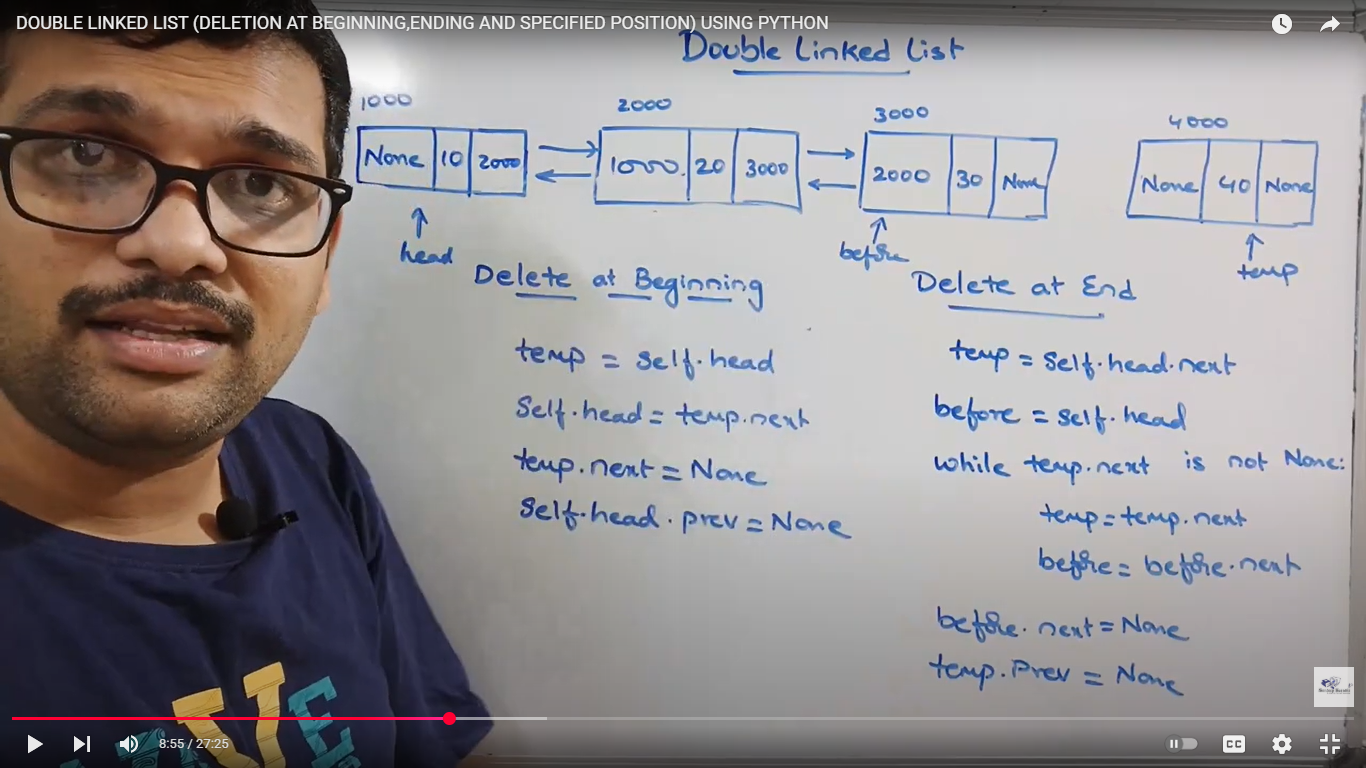 DOUBLE LINKED LIST (DELETION AT BEGINNING,ENDING AND SPECIFIED POSITION) USING PYTHON
Double Linked List
1000 2000 3000 4000
None 10 2000 1000 20 3000 2000 30 None None 40 None
head before temp
Delete at Beginning
temp = self.head
Self.head = temp.next
temp.next = None
Self.head.prev = None
Delete at End
temp = self.head.next
before = self.head
while temp.next is not None:
temp = temp.next
before = before.next
before.next = None
temp.Prev = None
VE
8:55 / 27:25
CC